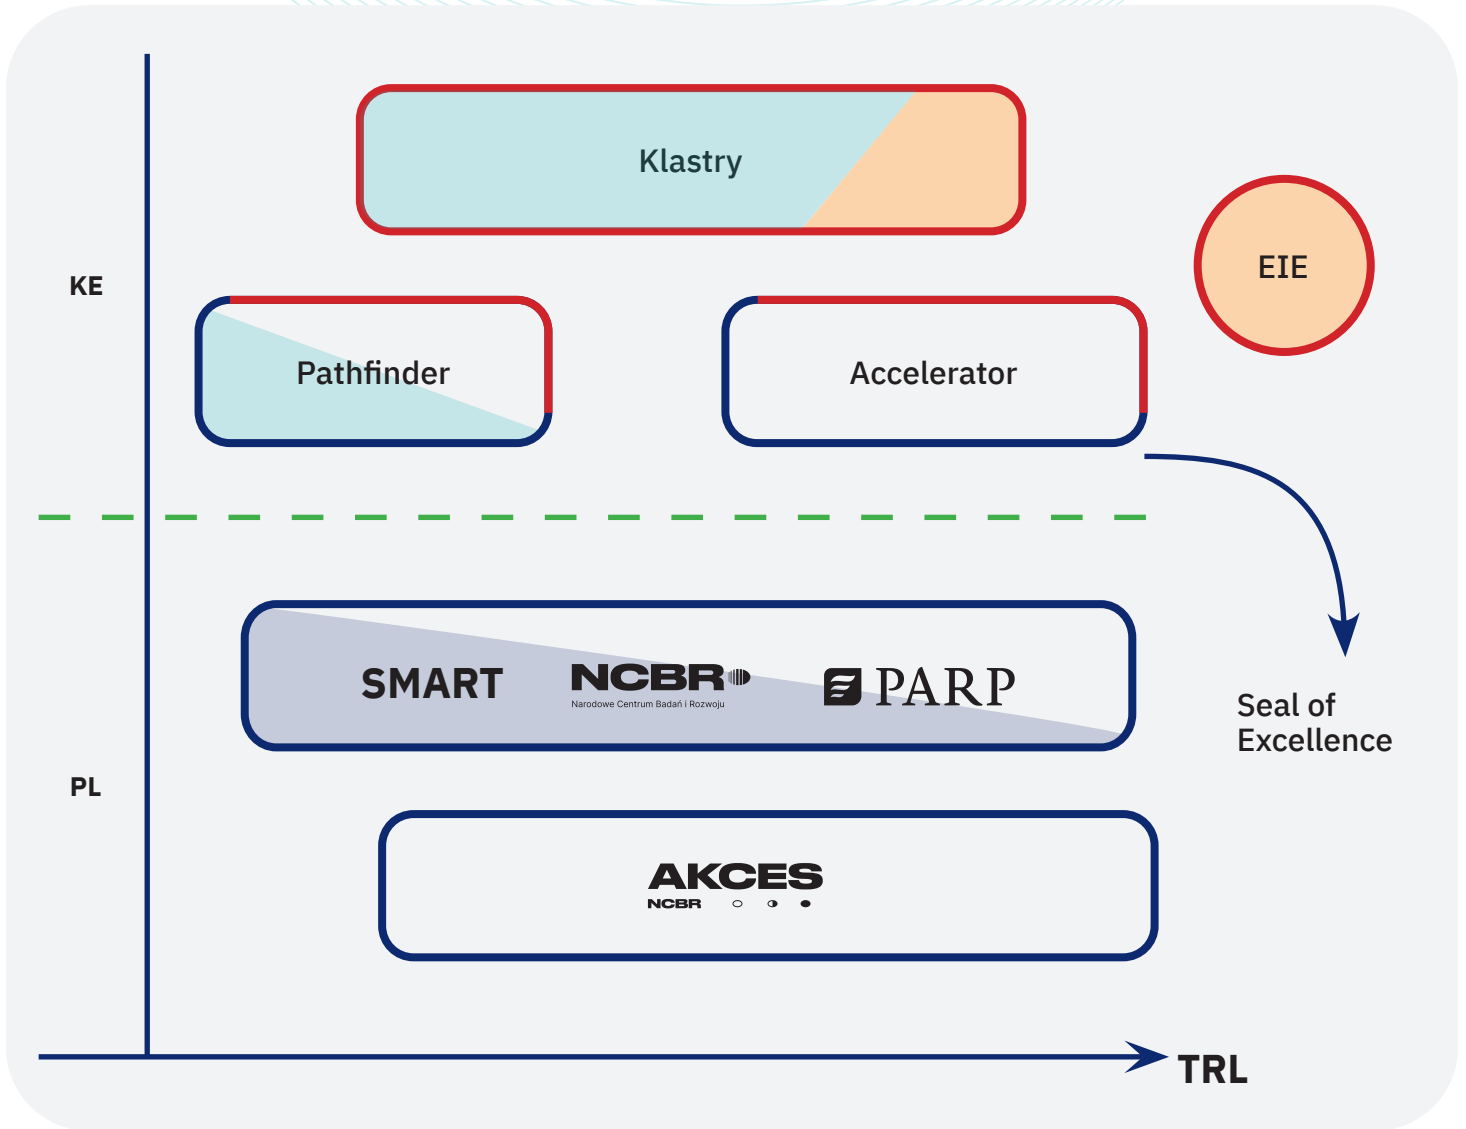 Klastry
EIE
KE
Pathfinder
Accelerator
SMART
NCBR
Narodowe Centrum Badań i Rozwoju
PARP
Seal of
Excellence
PL
AKCES
NCBR
TRL